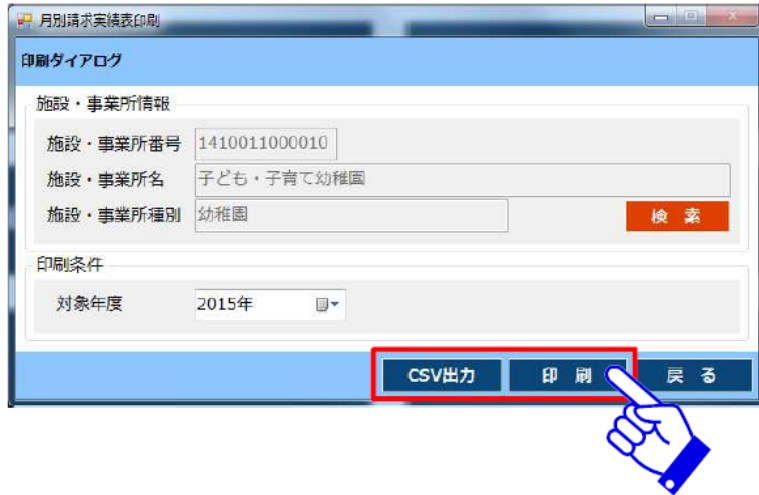 月別請求実績表印刷
印刷ダイアログ
施設・事業所情報
施設・事業所番号 1410011000010
施設・事業所名 子ども・子育て幼稚園
施設・事業所種別 幼稚園
検 索
印刷条件
対象年度 2015年
CSV出力 印 刷 戻 る